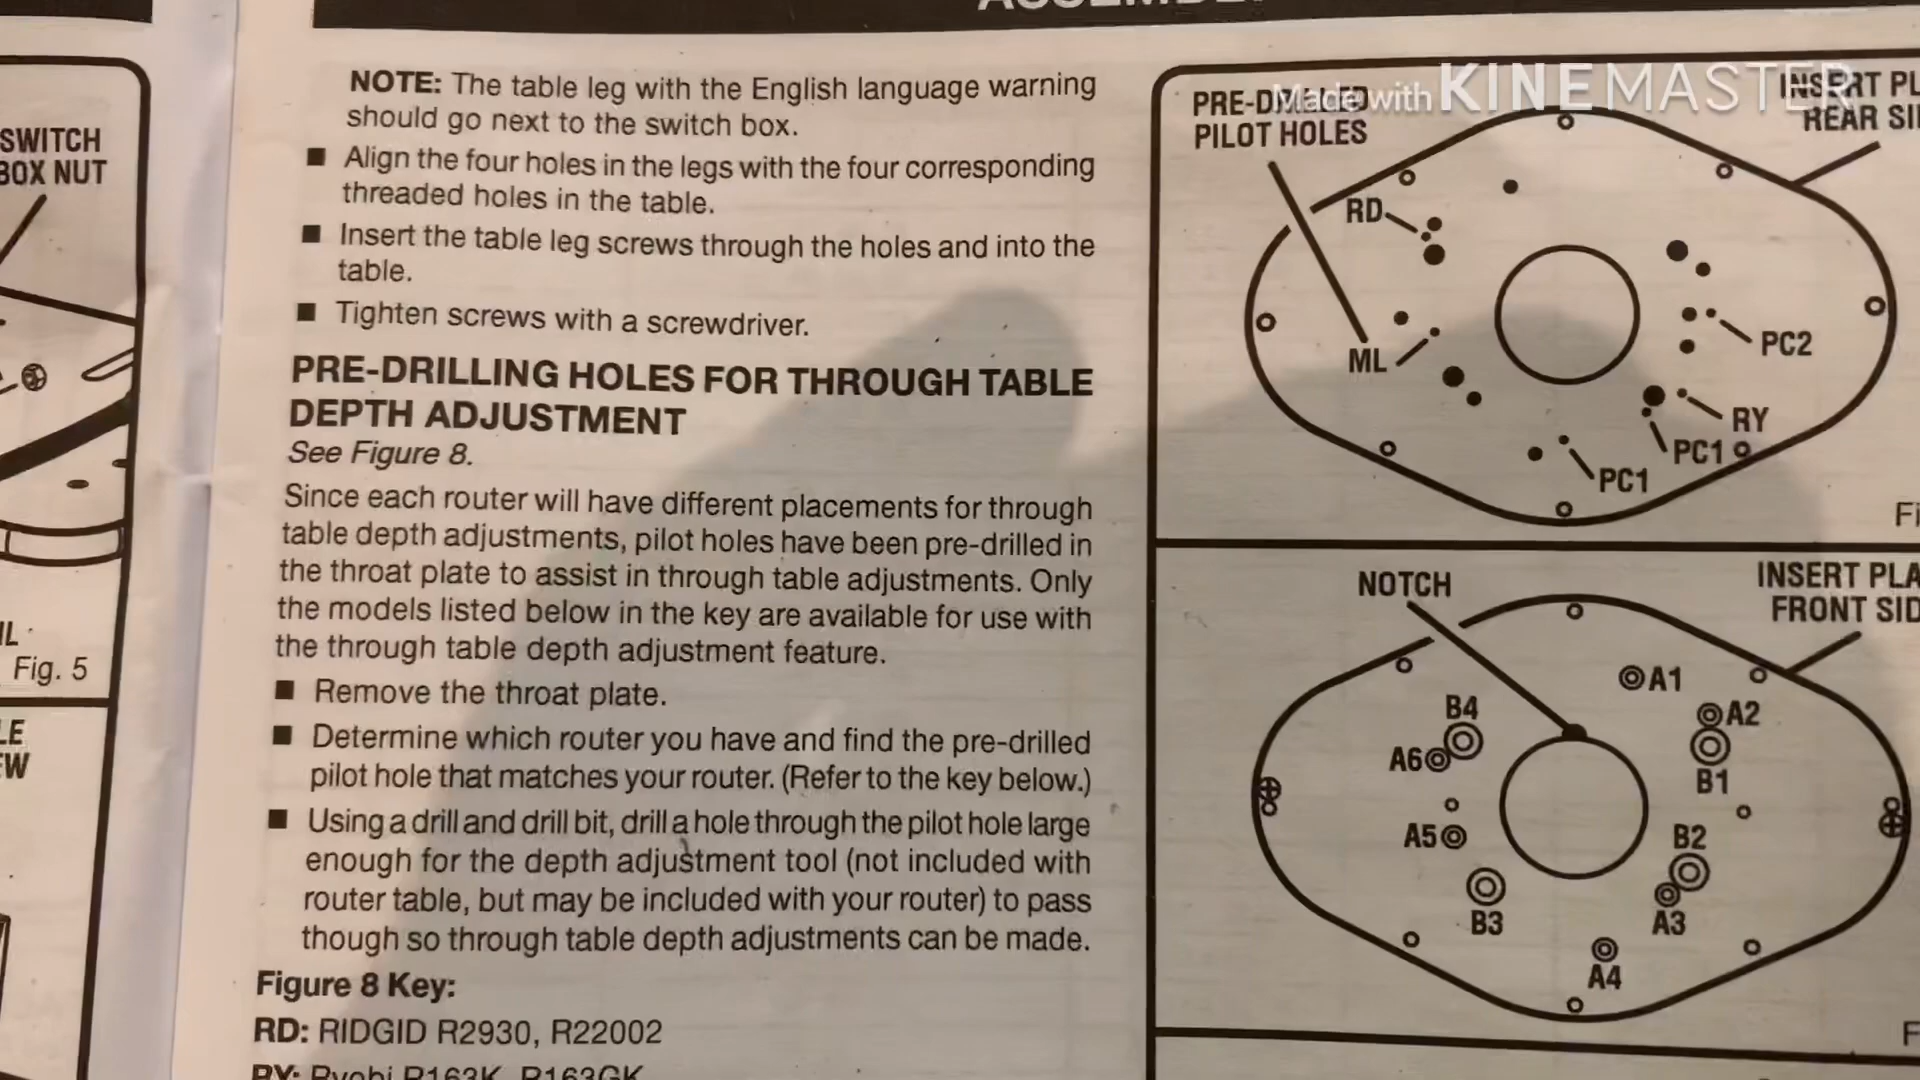 SWITCH
BOX NUT
Fig. 5
NOTE: The table leg with the English language warning
should go next to the switch box.
■ Align the four holes in the legs with the four corresponding
threaded holes in the table.
■ Insert the table leg screws through the holes and into the
table.
■ Tighten screws with a screwdriver.
PRE-DRILLING HOLES FOR THROUGH TABLE
DEPTH ADJUSTMENT
See Figure 8.
Since each router will have different placements for through
table depth adjustments, pilot holes have been pre-drilled in
the throat plate to assist in through table adjustments. Only
the models listed below in the key are available for use with
the through table depth adjustment feature.
■ Remove the throat plate.
■ Determine which router you have and find the pre-drilled
pilot hole that matches your router. (Refer to the key below.)
■ Using a drill and drill bit, drill a hole through the pilot hole large
enough for the depth adjustment tool (not included with
router table, but may be included with your router) to pass
though so through table depth adjustments can be made.
Figure 8 Key:
RD: RIDGID R2930, R22002
RY: Ryobi R163K, R163GK
Made with KINEMASTER
PRE-DRILLED
PILOT HOLES
INSERT PL
REAR SI
RD
ML
PC2
RY
PC1
PC1
NOTCH
INSERT PLA
FRONT SID
A1
B4
A2
A6
B1
A5
B2
B3
A3
A4